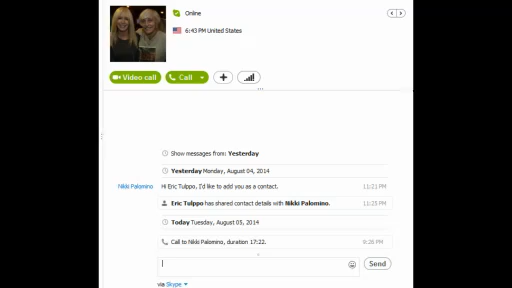 Online
6:43 PM United States
Video call
Call
Show messages from: Yesterday
Yesterday Monday, August 04, 2014
Nikki Palomino Hi Eric Tulppo, I'd like to add you as a contact. 11:21 PM
Eric Tulppo has shared contact details with Nikki Palomino. 11:25 PM
Today Tuesday, August 05, 2014
Call to Nikki Palomino, duration 17:22. 9:26 PM
Send
via Skype